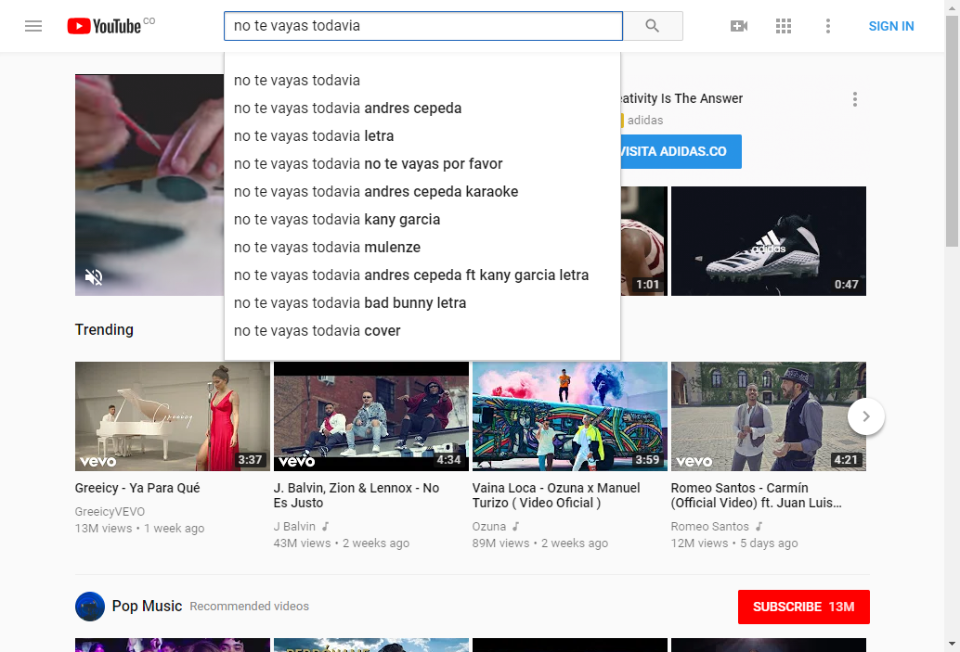 YouTube CO
no te vayas todavia
SIGN IN
no te vayas todavia
no te vayas todavia andres cepeda
no te vayas todavia letra
no te vayas todavia no te vayas por favor
no te vayas todavia andres cepeda karaoke
no te vayas todavia kany garcia
no te vayas todavia mulenze
no te vayas todavia andres cepeda ft kany garcia letra
no te vayas todavia bad bunny letra
no te vayas todavia cover
eativity Is The Answer
adidas
VISITA ADIDAS.CO
1:01
adidas
0:47
Trending
Greeicy
vevo
3:37
vevo
4:34
3:59
vevo
4:21
Greeicy - Ya Para Qué
GreeicyVEVO
13M views • 1 week ago
J. Balvin, Zion & Lennox - No
Es Justo
J Balvin
43M views • 2 weeks ago
Vaina Loca - Ozuna x Manuel
Turizo ( Video Oficial )
Ozuna
89M views • 2 weeks ago
Romeo Santos - Carmín
(Official Video) ft. Juan Luis...
Romeo Santos
12M views • 5 days ago
Pop Music Recommended videos
SUBSCRIBE 13M